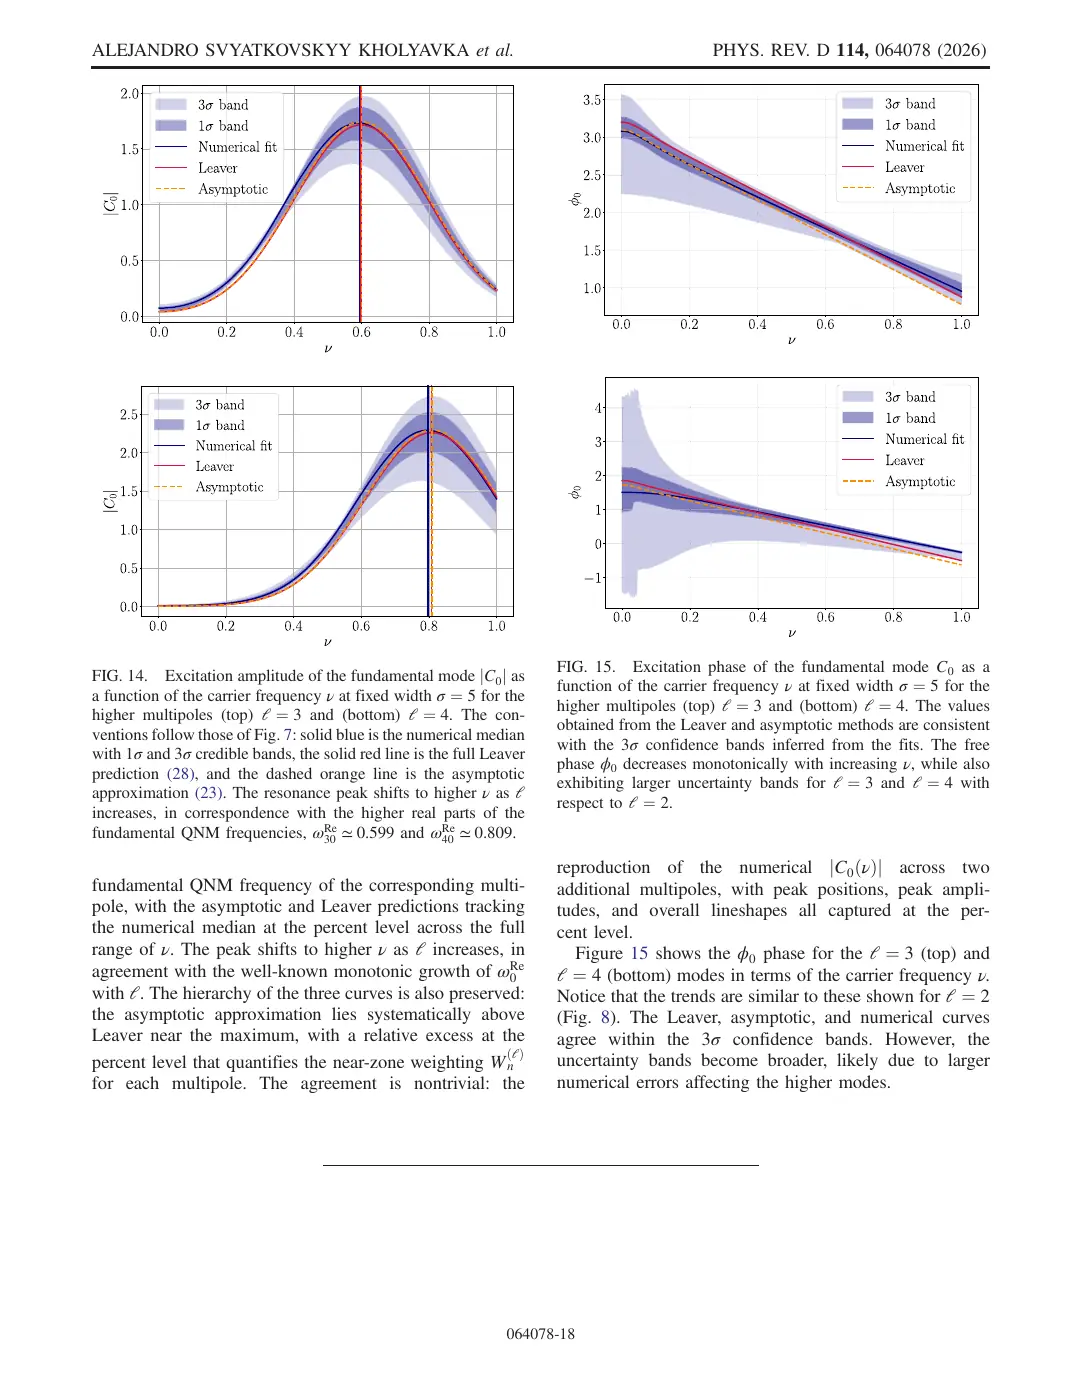 ALEJANDRO SVYATKOVSKYY KHOLYAVKA et al.
PHYS. REV. D 114, 064078 (2026)
2.0
1.5
1.0
0.5
0.0
|C₀|
3σ band
1σ band
Numerical fit
Leaver
Asymptotic
0.0 0.2 0.4 0.6 0.8 1.0
ν
2.5
2.0
1.5
1.0
0.5
0.0
|C₀|
3σ band
1σ band
Numerical fit
Leaver
Asymptotic
0.0 0.2 0.4 0.6 0.8 1.0
ν
FIG. 14. Excitation amplitude of the fundamental mode |C₀| as
a function of the carrier frequency ν at fixed width σ = 5 for the
higher multipoles (top) ℓ = 3 and (bottom) ℓ = 4. The con-
ventions follow those of Fig. 7: solid blue is the numerical median
with 1σ and 3σ credible bands, the solid red line is the full Leaver
prediction (28), and the dashed orange line is the asymptotic
approximation (23). The resonance peak shifts to higher ν as ℓ
increases, in correspondence with the higher real parts of the
fundamental QNM frequencies, ω₃₀ᴿᵉ ≃ 0.599 and ω₄₀ᴿᵉ ≃ 0.809.
fundamental QNM frequency of the corresponding multi-
pole, with the asymptotic and Leaver predictions tracking
the numerical median at the percent level across the full
range of ν. The peak shifts to higher ν as ℓ increases, in
agreement with the well-known monotonic growth of ω₀ᴿᵉ
with ℓ. The hierarchy of the three curves is also preserved:
the asymptotic approximation lies systematically above
Leaver near the maximum, with a relative excess at the
percent level that quantifies the near-zone weighting Wₙ⁽ℓ⁾
for each multipole. The agreement is nontrivial: the
3.5
3.0
2.5
2.0
1.5
1.0
ϕ₀
3σ band
1σ band
Numerical fit
Leaver
Asymptotic
0.0 0.2 0.4 0.6 0.8 1.0
ν
4
3
2
1
0
−1
ϕ₀
3σ band
1σ band
Numerical fit
Leaver
Asymptotic
0.0 0.2 0.4 0.6 0.8 1.0
ν
FIG. 15. Excitation phase of the fundamental mode C₀ as a
function of the carrier frequency ν at fixed width σ = 5 for the
higher multipoles (top) ℓ = 3 and (bottom) ℓ = 4. The values
obtained from the Leaver and asymptotic methods are consistent
with the 3σ confidence bands inferred from the fits. The free
phase ϕ₀ decreases monotonically with increasing ν, while also
exhibiting larger uncertainty bands for ℓ = 3 and ℓ = 4 with
respect to ℓ = 2.
reproduction of the numerical |C₀(ν)| across two
additional multipoles, with peak positions, peak ampli-
tudes, and overall lineshapes all captured at the per-
cent level.
Figure 15 shows the ϕ₀ phase for the ℓ = 3 (top) and
ℓ = 4 (bottom) modes in terms of the carrier frequency ν.
Notice that the trends are similar to these shown for ℓ = 2
(Fig. 8). The Leaver, asymptotic, and numerical curves
agree within the 3σ confidence bands. However, the
uncertainty bands become broader, likely due to larger
numerical errors affecting the higher modes.
064078-18